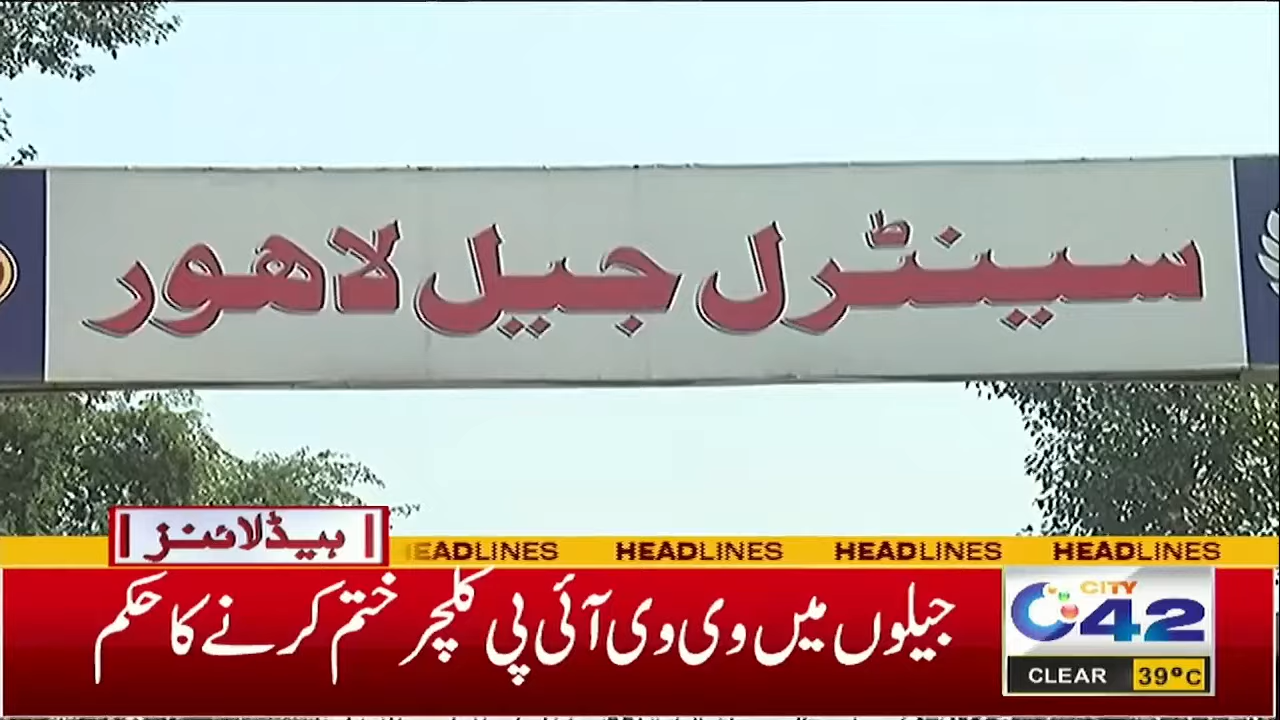 سینٹرل جیل لاہور
ہیڈلائنز
EADLINES HEADLINES HEADLINES HEADLINES
جیلوں میں وی وی آئی پی کلچر ختم کرنے کا حکم
CITY
42
CLEAR 39°C